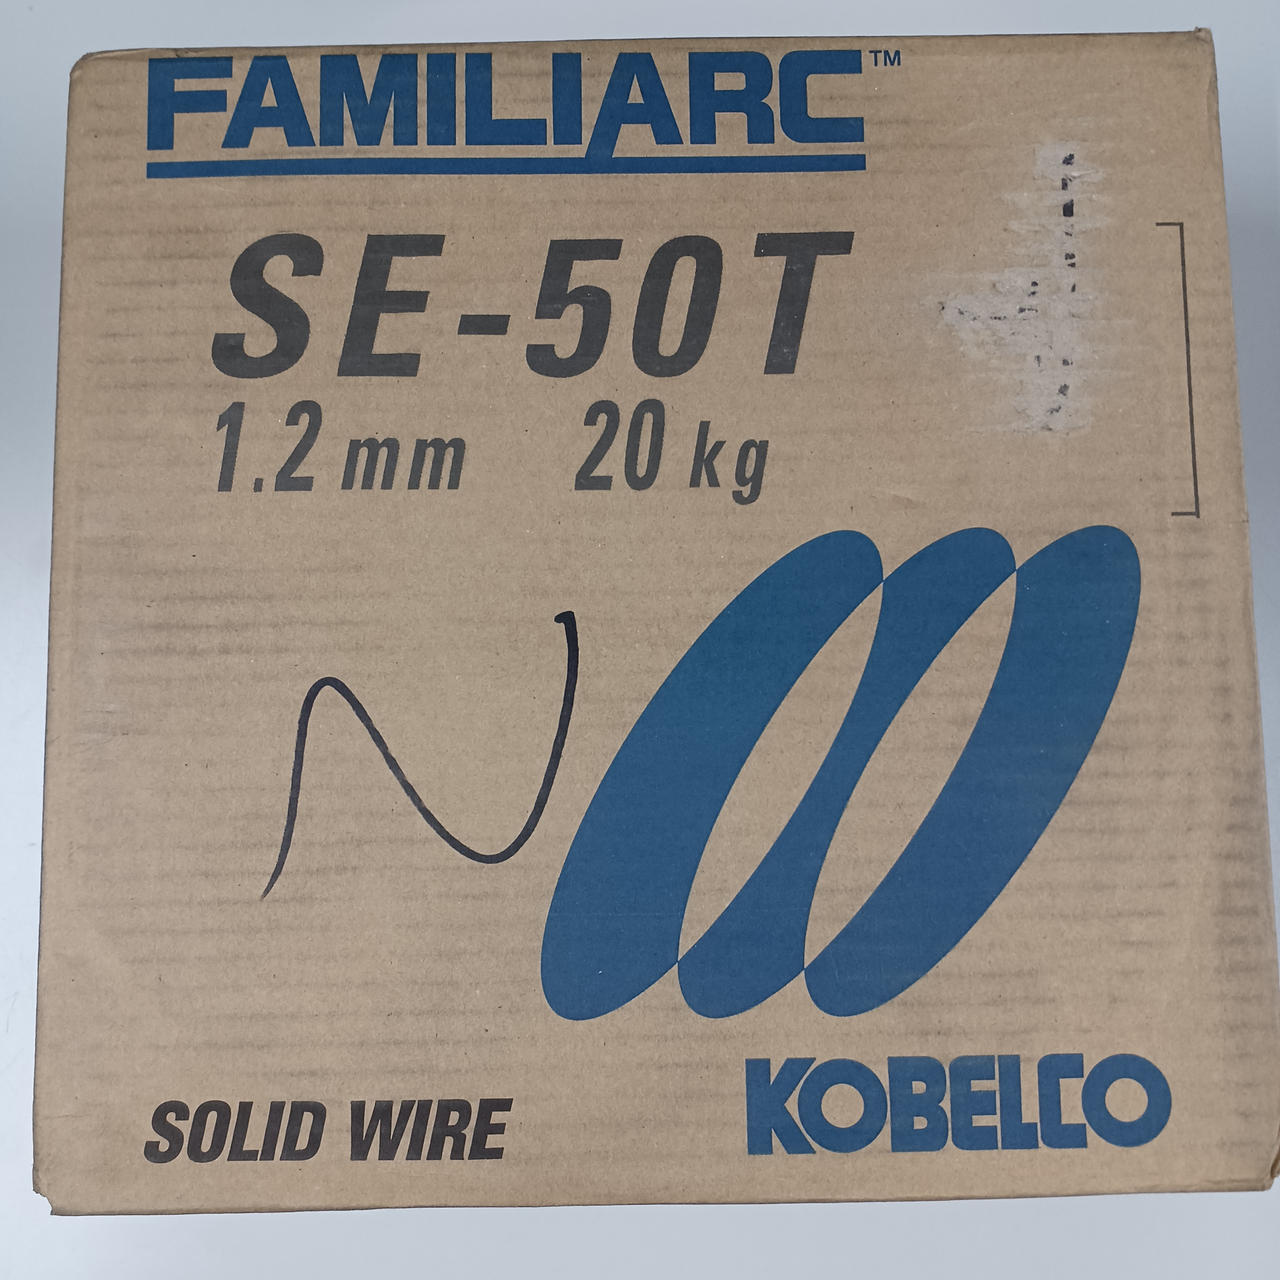 FAMILIARC™
SE-50T
1.2 mm 20 kg
N
SOLID WIRE
KOBELCO